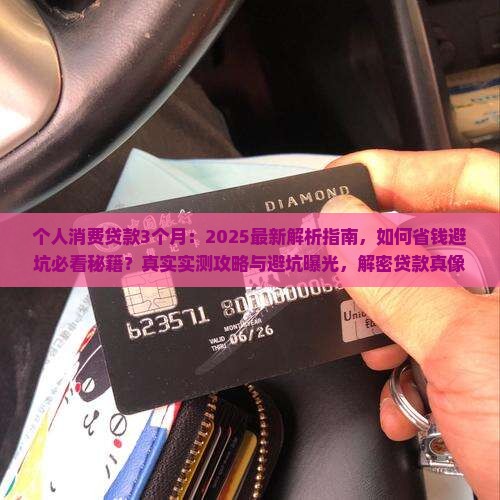 DIAMOND
个人消费贷款3个月：2025最新解析指南，如何省钱避
坑必看秘籍？真实实测攻略与避坑曝光，解密贷款真像
623571
MONTH/YEAR
VALID
THRU
06/26